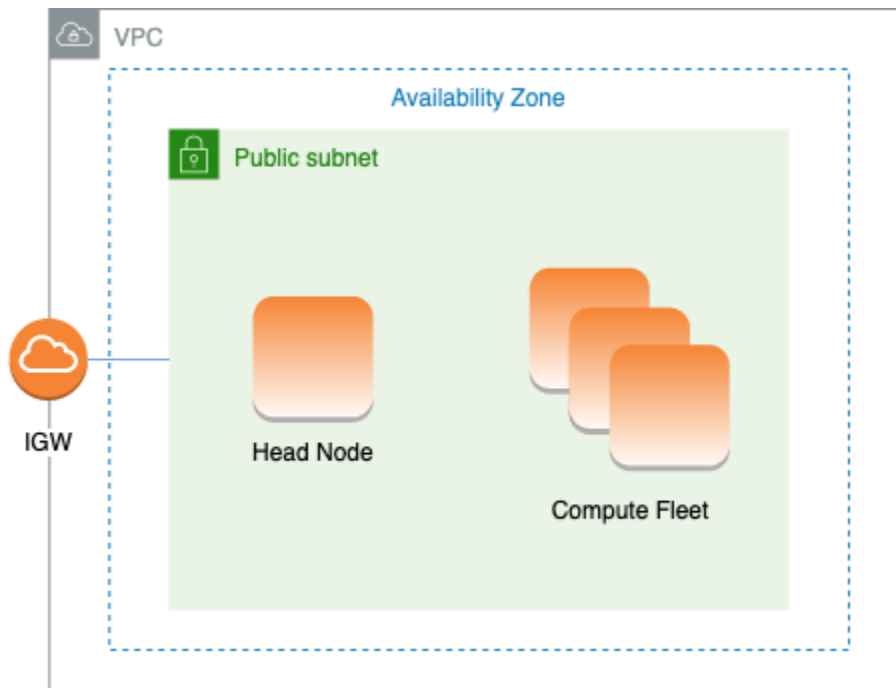 VPC
Availability Zone
Public subnet
IGW
Head Node
Compute Fleet